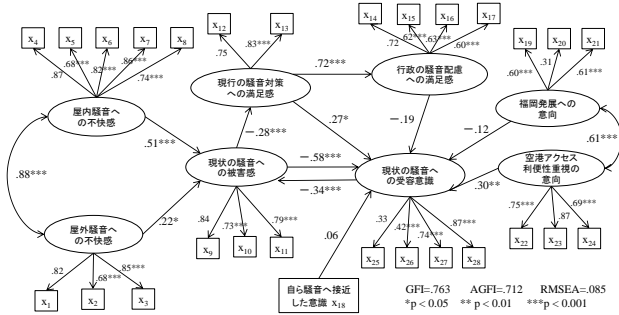 x4
x5
x6
x7
x8
.87
.68***
.82***
.86***
.74***
x12
x13
.75
.83***
x14
x15
x16
x17
.72
.62***
.63***
.60***
x19
x20
x21
.60***
.31
.61***
屋内騒音へ
の不快感
現行の騒音対策
への満足感
.72***
行政の騒音配慮
への満足感
福岡発展への
意向
.51***
−.28***
.27*
−.19
−.12
.61***
.88***
現状の騒音へ
の被害感
−.58***
−.34***
現状の騒音へ
の受容意識
.30**
空港アクセス
利便性重視の
意向
屋外騒音へ
の不快感
.22*
.84
.73***
.79***
x9
x10
x11
.06
.33
.42***
.74***
.87***
x25
x26
x27
x28
.75***
.87
.69***
x22
x23
x24
.82
.68***
.85***
x1
x2
x3
自ら騒音へ接近
した意識 x18
GFI=.763 AGFI=.712 RMSEA=.085
*p < 0.05 **p < 0.01 ***p < 0.001